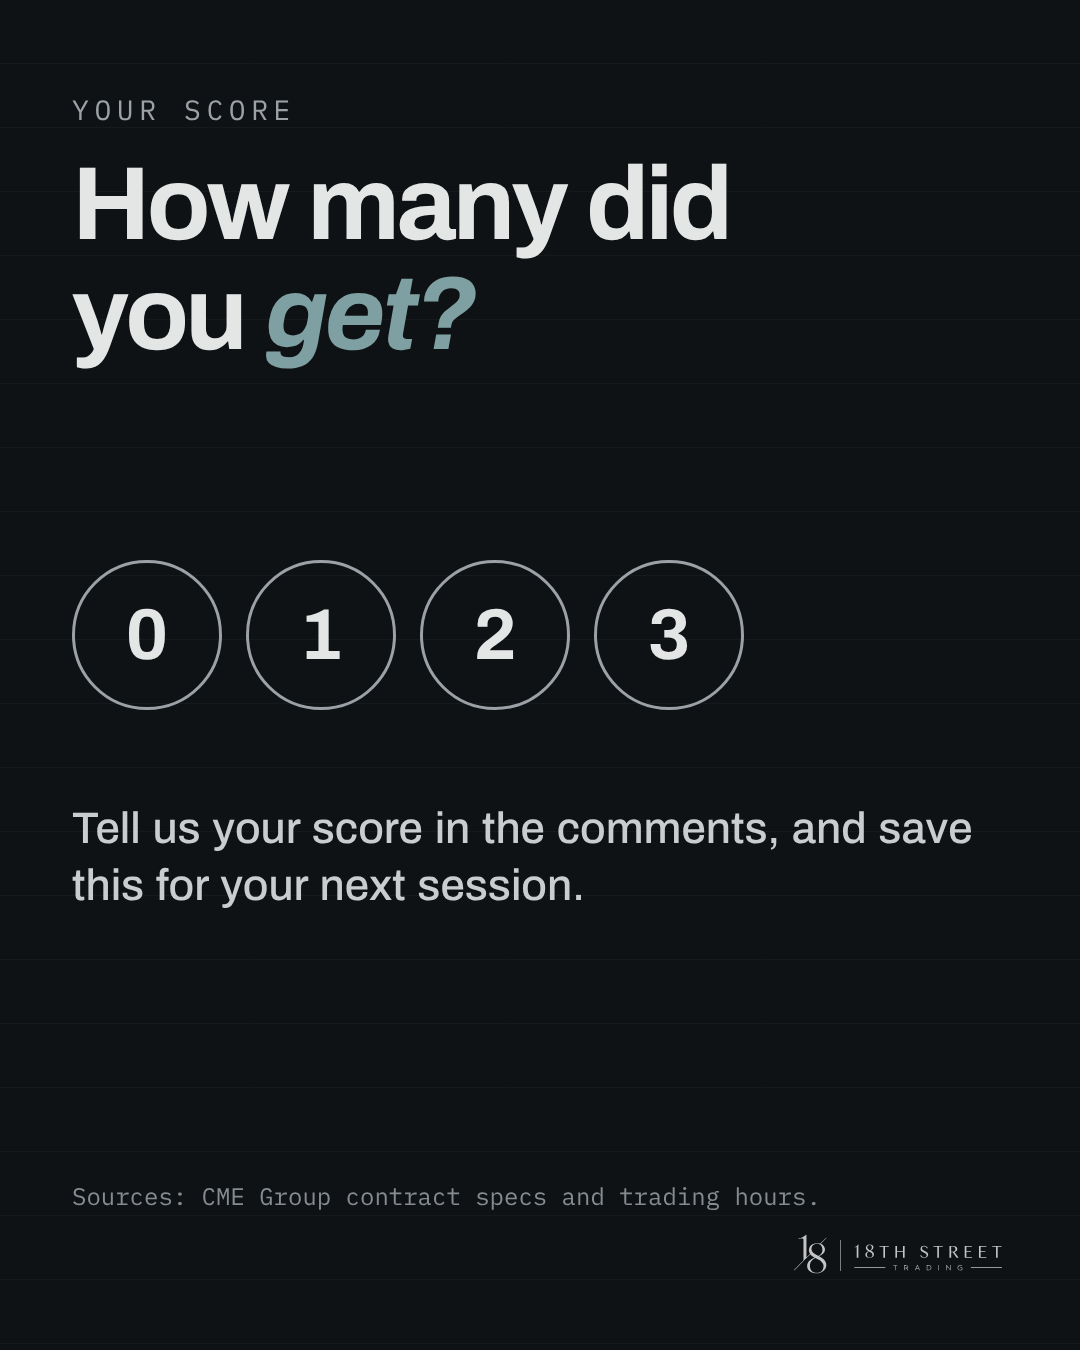 YOUR SCORE
How many did
you get?
0 1 2 3
Tell us your score in the comments, and save
this for your next session.
Sources: CME Group contract specs and trading hours.
18 18TH STREET
TRADING